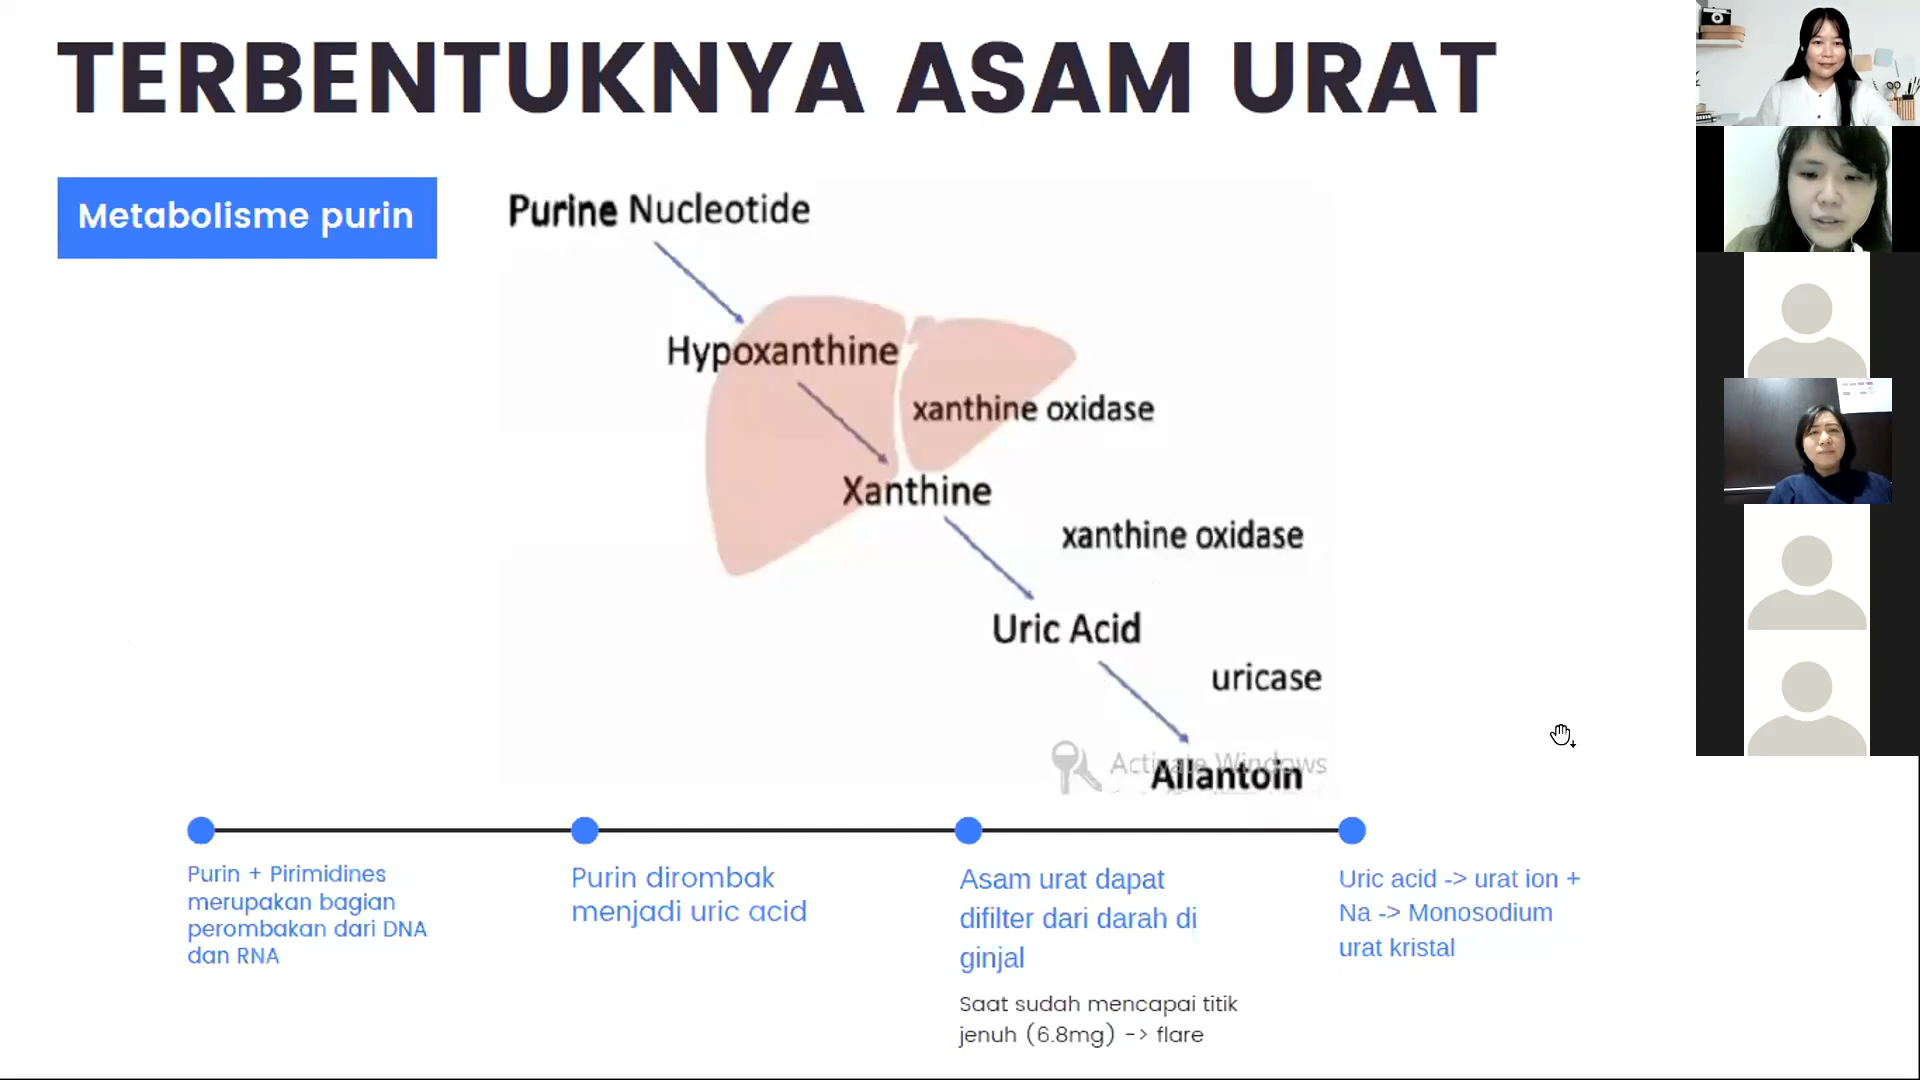 TERBENTUKNYA ASAM URAT
Metabolisme purin
Purine Nucleotide
Hypoxanthine
xanthine oxidase
Xanthine
xanthine oxidase
Uric Acid
uricase
Activate Windows
Allantoin
Purin + Pirimidines
merupakan bagian
perombakan dari DNA
dan RNA
Purin dirombak
menjadi uric acid
Asam urat dapat
difilter dari darah di
ginjal
Saat sudah mencapai titik
jenuh (6.8mg) -> flare
Uric acid -> urat ion +
Na -> Monosodium
urat kristal